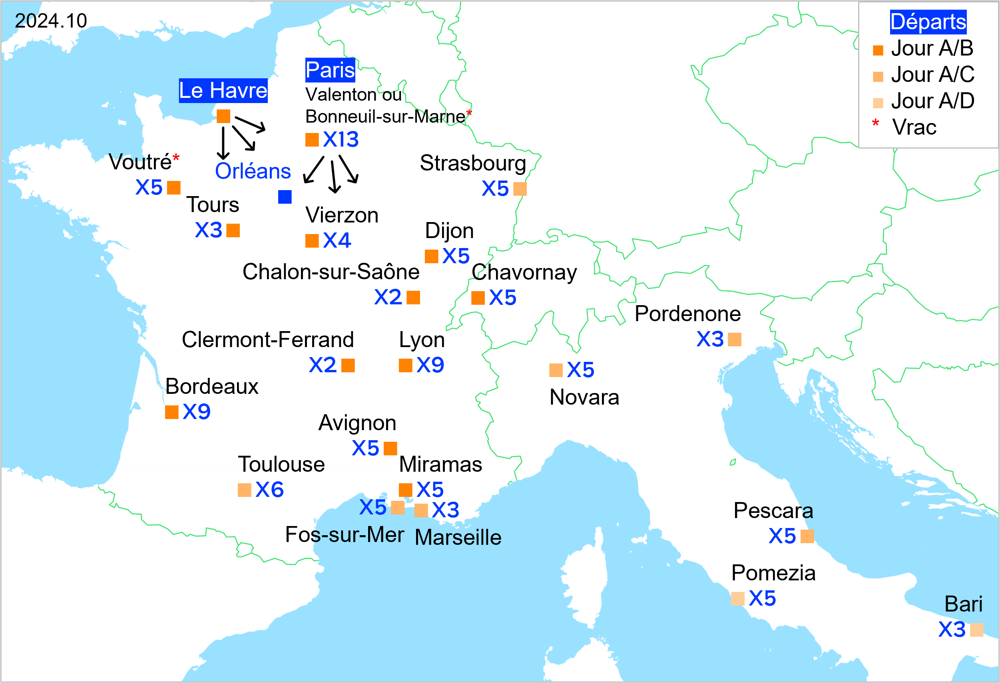 2024.10
Départs
Jour A/B
Jour A/C
Jour A/D
* Vrac
Le Havre
Paris
Valenton ou
Bonneuil-sur-Marne*
X13
Voutré*
X5
Orléans
Strasbourg
X5
Tours
X3
Vierzon
X4
Dijon
X5
Chalon-sur-Saône
X2
Chavornay
X5
Pordenone
X3
Clermont-Ferrand
X2
Lyon
X9
X5
Novara
Bordeaux
X9
Avignon
X5
Toulouse
X6
Miramas
X5
X5
Fos-sur-Mer
X3
Marseille
Pescara
X5
Pomezia
X5
Bari
X3